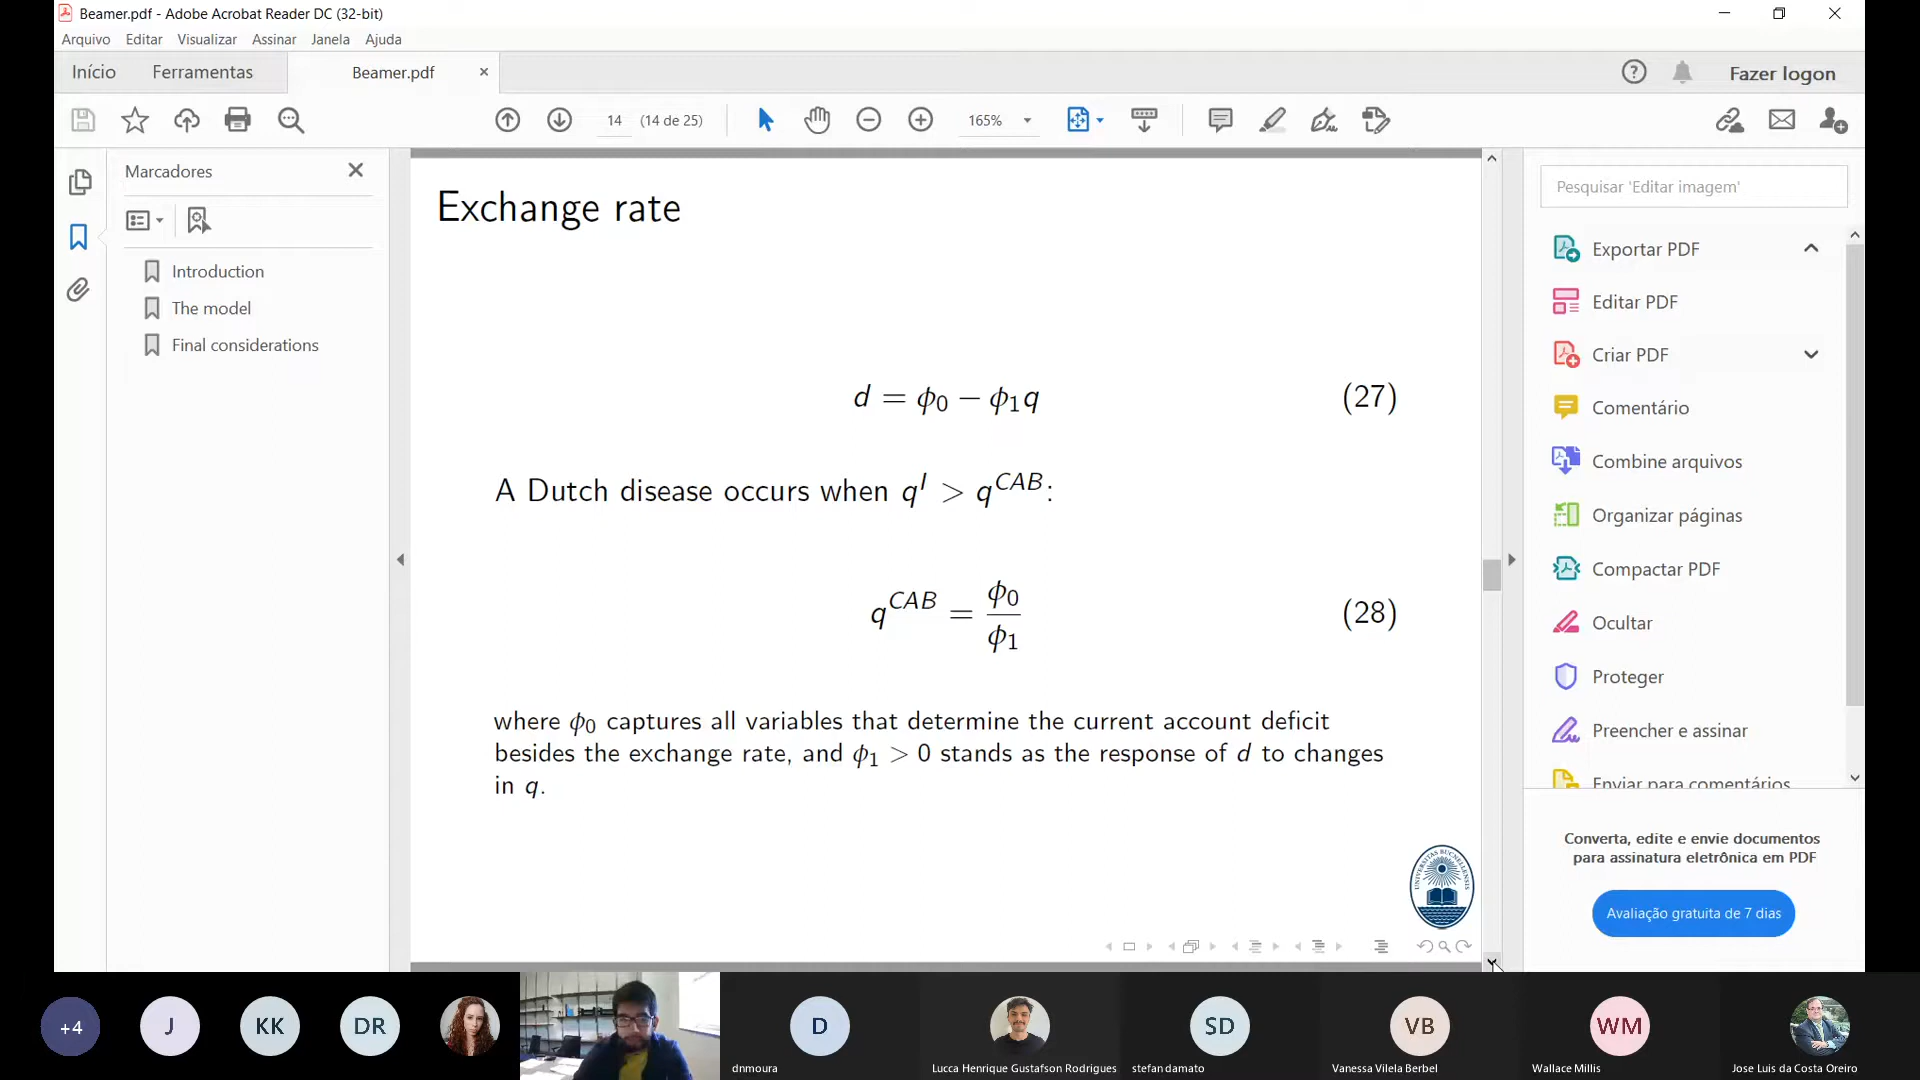 Beamer.pdf - Adobe Acrobat Reader DC (32-bit)
Arquivo Editar Visualizar Assinar Janela Ajuda
Início Ferramentas Beamer.pdf Fazer logon
14 (14 de 25) 165%
Marcadores
Introduction
The model
Final considerations
Exchange rate
d = ϕ₀ − ϕ₁q (27)
A Dutch disease occurs when q^I > q^CAB:
q^CAB = ϕ₀/ϕ₁ (28)
where ϕ₀ captures all variables that determine the current account deficit
besides the exchange rate, and ϕ₁ > 0 stands as the response of d to changes
in q.
UNIVERSITAS BUCNELLENSIS
Pesquisar 'Editar imagem'
Exportar PDF
Editar PDF
Criar PDF
Comentário
Combine arquivos
Organizar páginas
Compactar PDF
Ocultar
Proteger
Preencher e assinar
Enviar para comentários
Converta, edite e envie documentos
para assinatura eletrônica em PDF
Avaliação gratuita de 7 dias
+4 J KK DR D SD VB WM
dnmoura Lucca Henrique Gustafson Rodrigues stefan damato Vanessa Vilela Berbel Wallace Millis Jose Luis da Costa Oreiro